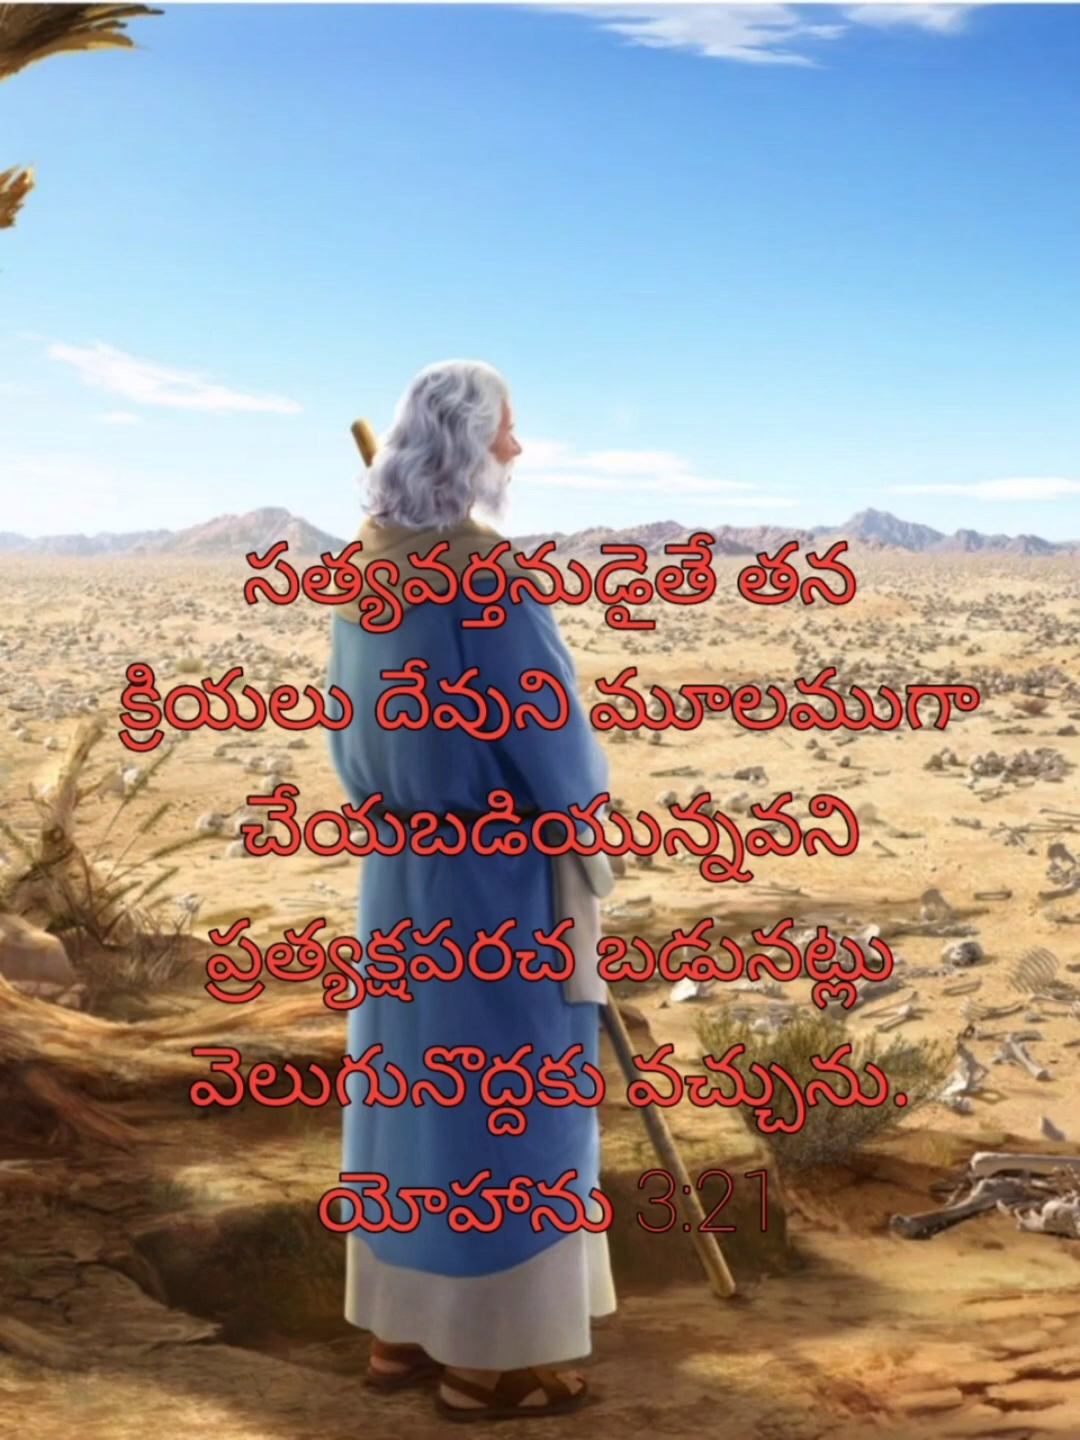 సత్యవర్తనుడైతే తన
క్రియలు దేవుని మూలముగా
చేయబడియున్నవని
ప్రత్యక్షపరచ బడునట్లు
వెలుగునొద్దకు వచ్చును.
యోహాను 3:21